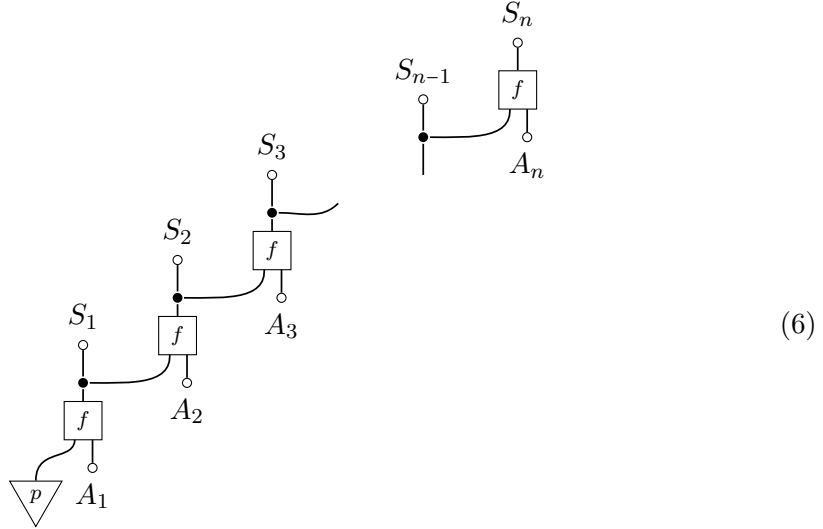 S_n
S_{n-1}
f
A_n
S_3
S_2
f
A_3
(6)
S_1
f
A_2
f
p
A_1